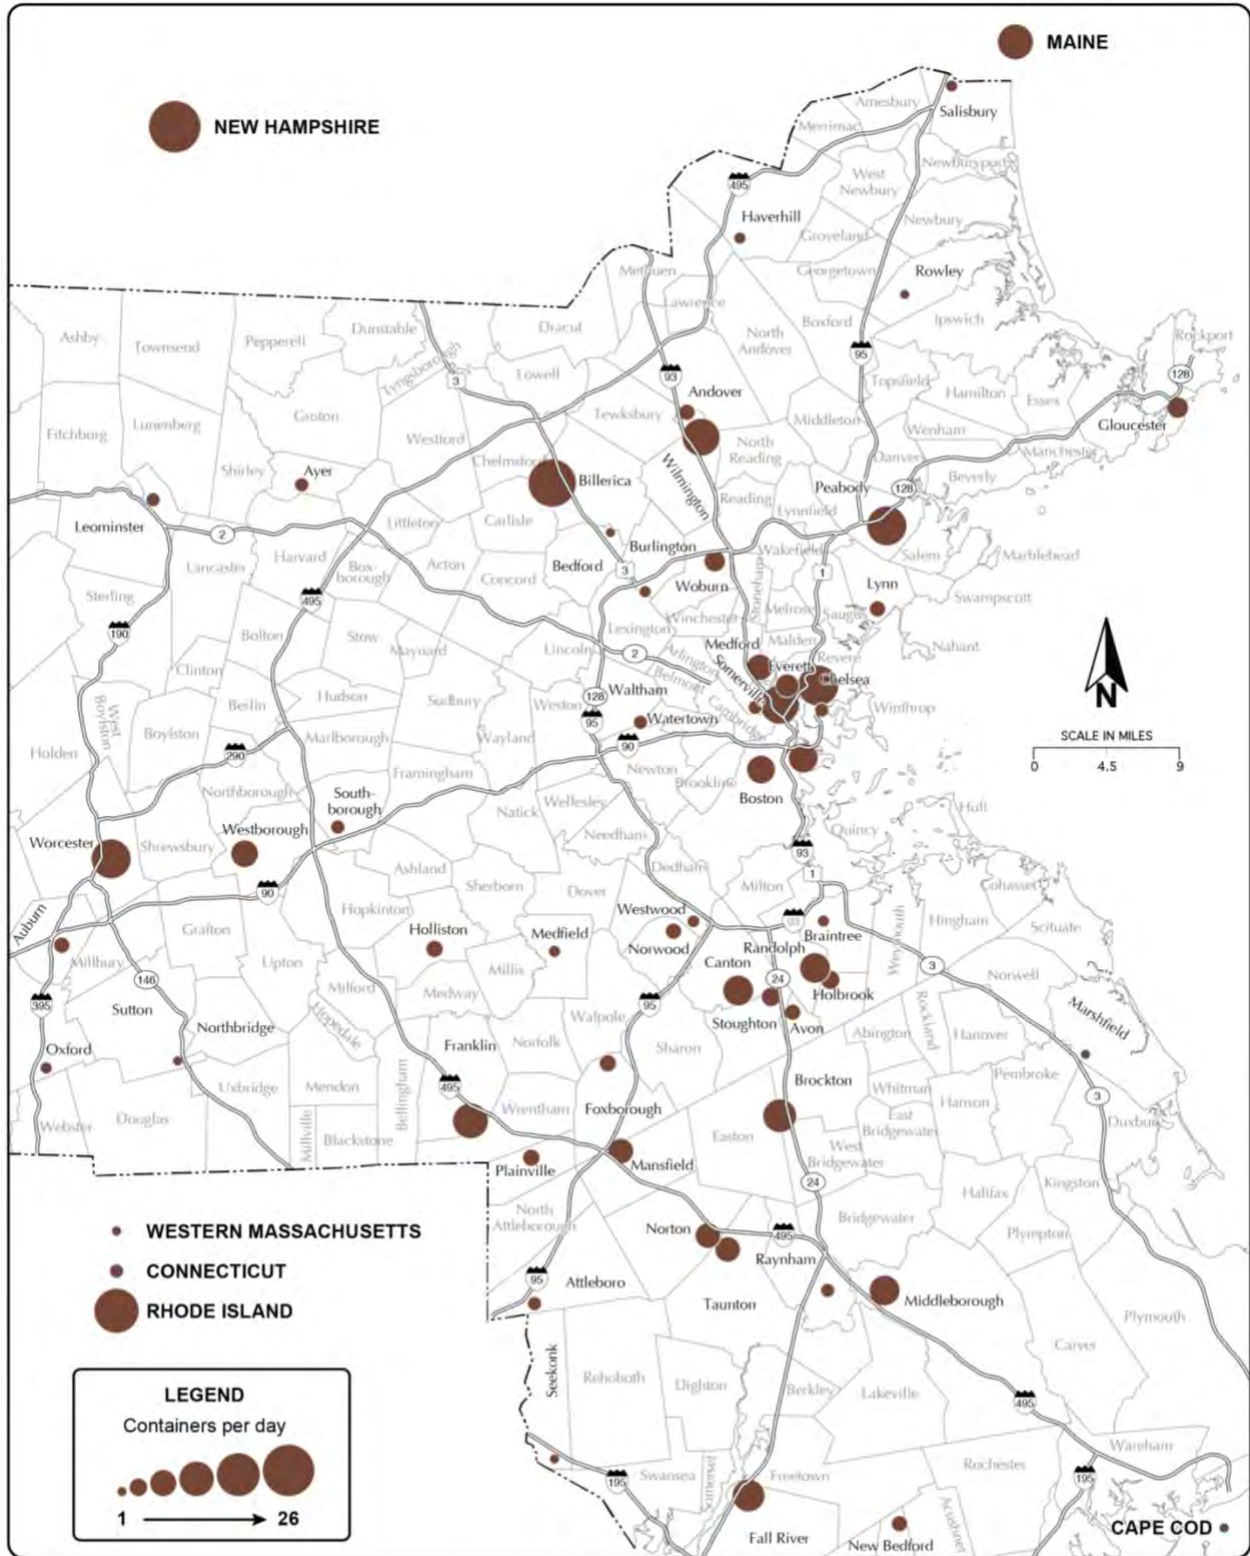 MAINE
NEW HAMPSHIRE
Salisbury
Amesbury
Merrimac
Newburyport
West
Newbury
495
Haverhill
Newbury
Groveland
Methuen
Georgetown
Rowley
Lawrence
Boxford
Ipswich
Rockport
Ashby
Townsend
Pepperell
Dunstable
Dracut
North
Andover
Tyngsborough
3
Lowell
93
95
128
Topsfield
Hamilton
Essex
Andover
Groton
Tewksbury
Middleton
Gloucester
Fitchburg
Lunenberg
Westford
North
Reading
Wenham
Manchester
Chelmsford
Danvers
Shirley
Ayer
Billerica
Wilmington
Peabody
128
Beverly
Reading
Lynnfield
Leominster
Littleton
Carlisle
2
Burlington
Wakefield
Salem
Marblehead
Harvard
Box-
borough
Acton
Concord
Bedford
3
Lancaster
Woburn
Stoneham
1
Lynn
Sterling
495
Swampscott
190
Winchester
Melrose
Saugus
Bolton
Stow
Lexington
Maynard
Lincoln
2
Arlington
Medford
Malden
Nahant
Clinton
Everett
Revere
Belmont
Somerville
Chelsea
Berlin
Hudson
Sudbury
Weston
128
Waltham
Cambridge
Winthrop
West
Boylston
Boylston
95
Watertown
N
Holden
290
Marlborough
Wayland
90
SCALE IN MILES
0 4.5 9
Northborough
Framingham
Newton
Brookline
South-
borough
Natick
Wellesley
Boston
Hull
Worcester
Shrewsbury
Westborough
Needham
Quincy
93
Ashland
Dedham
1
90
Sherborn
Dover
Milton
Cohasset
Auburn
Hopkinton
Westwood
93
Weymouth
Hingham
Scituate
Grafton
Holliston
Medfield
Norwood
Randolph
Braintree
Millbury
Upton
Millis
Canton
24
3
Norwell
146
Milford
Medway
Holbrook
395
Sutton
Northbridge
Hopedale
95
Walpole
Stoughton
Avon
Rockland
Marshfield
Oxford
Franklin
Norfolk
Sharon
Abington
Hanover
Uxbridge
Mendon
Bellingham
495
Brockton
Whitman
Pembroke
Webster
Douglas
Millville
Blackstone
Wrentham
Foxborough
East
Bridgewater
Hanson
3
Duxbury
Easton
West
Bridgewater
Plainville
Mansfield
24
Halifax
Kingston
North
Attleborough
Norton
495
Bridgewater
Plympton
WESTERN MASSACHUSETTS
CONNECTICUT
RHODE ISLAND
95
Attleboro
Raynham
Taunton
Middleborough
Plymouth
Carver
Seekonk
Rehoboth
Dighton
Berkley
Lakeville
495
LEGEND
Containers per day
1 26
195
Swansea
Somerset
Freetown
Rochester
Wareham
195
Fall River
New Bedford
Acushnet
CAPE COD